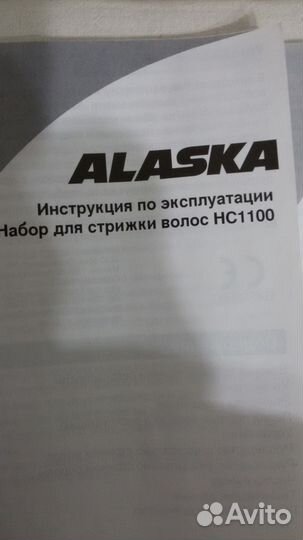 ALASKA
Инструкция по эксплуатации
Набор для стрижки волос HC1100
Avito